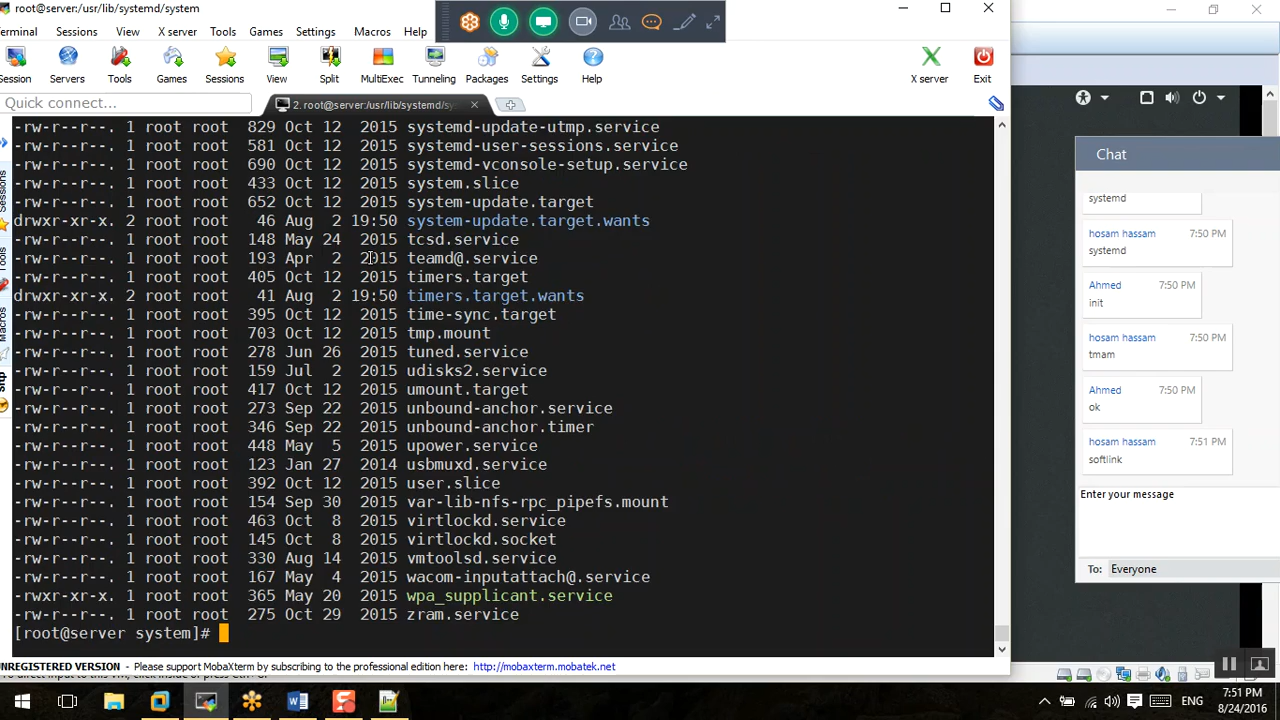 root@server:/usr/lib/systemd/system
Terminal Sessions View X server Tools Games Settings Macros Help
Session Servers Tools Games Sessions View Split MultiExec Tunneling Packages Settings Help X server Exit
Quick connect...
2. root@server:/usr/lib/systemd/sy
-rw-r--r--. 1 root root 829 Oct 12 2015 systemd-update-utmp.service
-rw-r--r--. 1 root root 581 Oct 12 2015 systemd-user-sessions.service
-rw-r--r--. 1 root root 690 Oct 12 2015 systemd-vconsole-setup.service
-rw-r--r--. 1 root root 433 Oct 12 2015 system.slice
-rw-r--r--. 1 root root 652 Oct 12 2015 system-update.target
drwxr-xr-x. 2 root root 46 Aug 2 19:50 system-update.target.wants
-rw-r--r--. 1 root root 148 May 24 2015 tcsd.service
-rw-r--r--. 1 root root 193 Apr 2 2015 teamd@.service
-rw-r--r--. 1 root root 405 Oct 12 2015 timers.target
drwxr-xr-x. 2 root root 41 Aug 2 19:50 timers.target.wants
-rw-r--r--. 1 root root 395 Oct 12 2015 time-sync.target
-rw-r--r--. 1 root root 703 Oct 12 2015 tmp.mount
-rw-r--r--. 1 root root 278 Jun 26 2015 tuned.service
-rw-r--r--. 1 root root 159 Jul 2 2015 udisks2.service
-rw-r--r--. 1 root root 417 Oct 12 2015 umount.target
-rw-r--r--. 1 root root 273 Sep 22 2015 unbound-anchor.service
-rw-r--r--. 1 root root 346 Sep 22 2015 unbound-anchor.timer
-rw-r--r--. 1 root root 448 May 5 2015 upower.service
-rw-r--r--. 1 root root 123 Jan 27 2014 usbmuxd.service
-rw-r--r--. 1 root root 392 Oct 12 2015 user.slice
-rw-r--r--. 1 root root 154 Sep 30 2015 var-lib-nfs-rpc_pipefs.mount
-rw-r--r--. 1 root root 463 Oct 8 2015 virtlockd.service
-rw-r--r--. 1 root root 145 Oct 8 2015 virtlockd.socket
-rw-r--r--. 1 root root 330 Aug 14 2015 vmtoolsd.service
-rw-r--r--. 1 root root 167 May 4 2015 wacom-inputattach@.service
-rwxr-xr-x. 1 root root 365 May 20 2015 wpa_supplicant.service
-rw-r--r--. 1 root root 275 Oct 29 2015 zram.service
[root@server system]#
UNREGISTERED VERSION - Please support MobaXterm by subscribing to the professional edition here: http://mobaxterm.mobatek.net
Sessions
Tools
Macros
Sftp
Chat
systemd
hosam hassam 7:50 PM
systemd
Ahmed 7:50 PM
init
hosam hassam 7:50 PM
tmam
Ahmed 7:50 PM
ok
hosam hassam 7:51 PM
softlink
Enter your message
To: Everyone
ENG
7:51 PM
8/24/2016